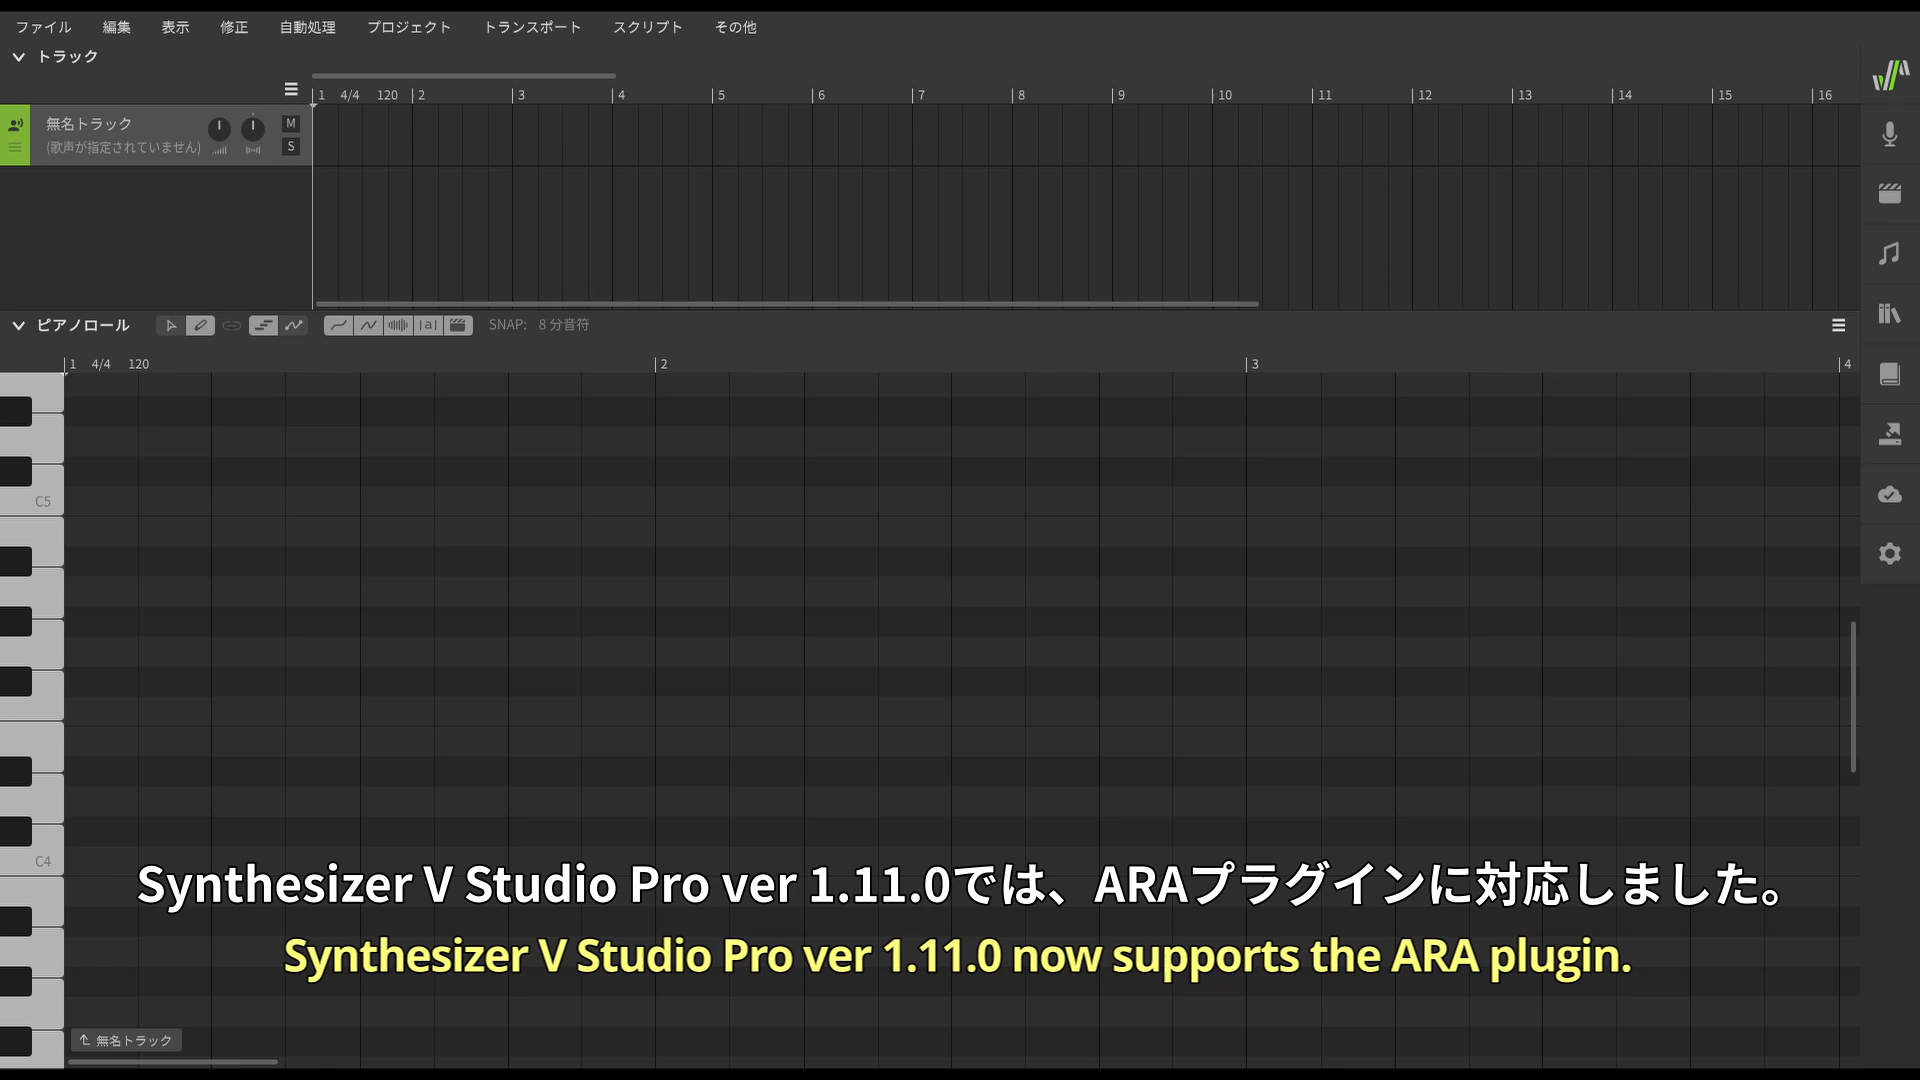 ファイル 編集 表示 修正 自動処理 プロジェクト トランスポート スクリプト その他
トラック
1 4/4 120 2 3 4 5 6 7 8 9 10 11 12 13 14 15 16
無名トラック M
(歌声が指定されていません) S
ピアノロール |a| SNAP: 8 分音符
1 4/4 120 2 3 4
C5
C4
Synthesizer V Studio Pro ver 1.11.0では、ARAプラグインに対応しました。
Synthesizer V Studio Pro ver 1.11.0 now supports the ARA plugin.
無名トラック